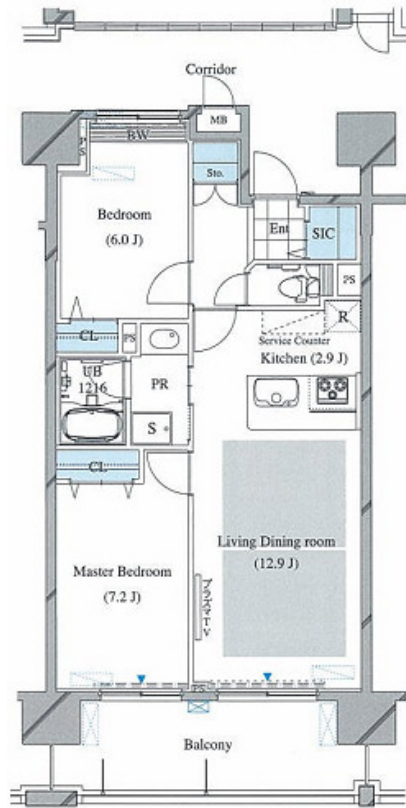 Corridor
MB
PS
BW
Sto.
Bedroom
(6.0 J)
Ent
SIC
PS
R
Service Counter
Kitchen (2.9 J)
CL
PS
UB
1216
PR
S
CL
Living Dining room
(12.9 J)
Master Bedroom
(7.2 J)
プラズマTV
PS
Balcony